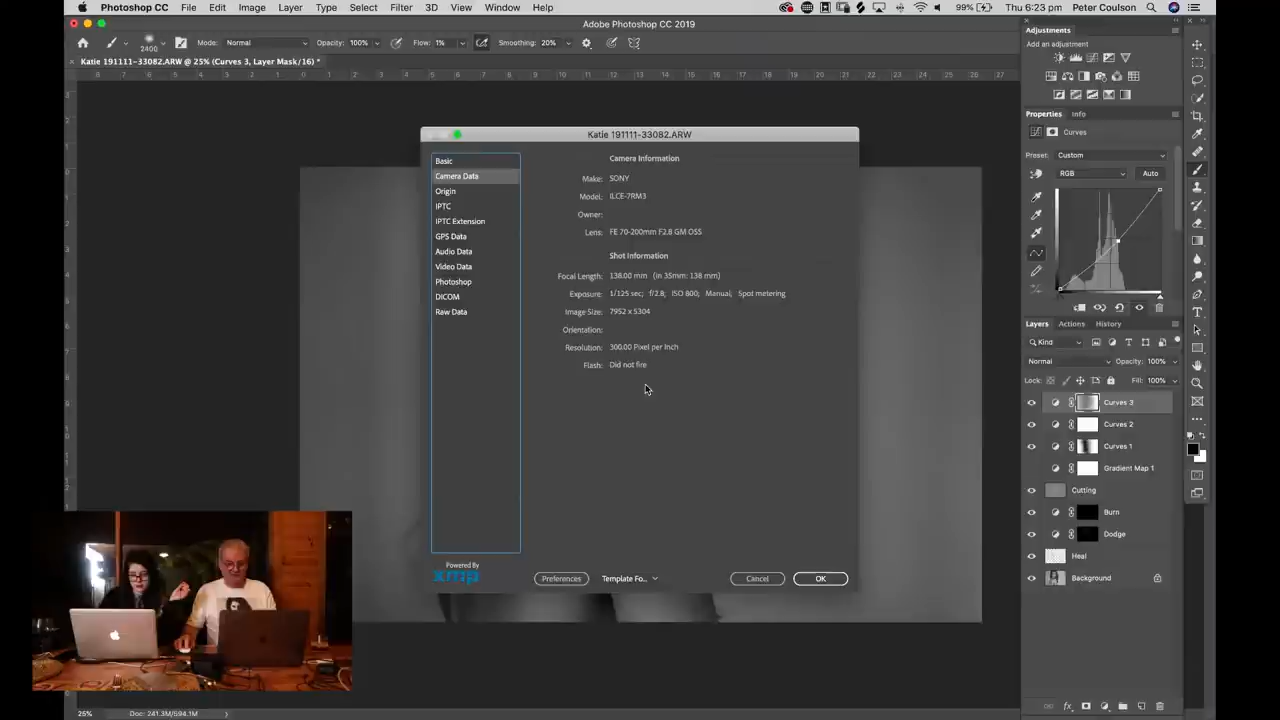 Photoshop CC File Edit Image Layer Type Select Filter 3D View Window Help 99% Thu 6:23 pm Peter Coulson
Adobe Photoshop CC 2019
2400 Mode: Normal Opacity: 100% Flow: 1% Smoothing: 20%
Katie 191111-33082.ARW @ 25% (Curves 3, Layer Mask/16) *
Katie 191111-33082.ARW
Basic
Camera Data
Origin
IPTC
IPTC Extension
GPS Data
Audio Data
Video Data
Photoshop
DICOM
Raw Data
Camera Information
Make: SONY
Model: ILCE-7RM3
Owner:
Lens: FE 70-200mm F2.8 GM OSS
Shot Information
Focal Length: 138.00 mm (in 35mm: 138 mm)
Exposure: 1/125 sec; f/2.8; ISO 800; Manual; Spot metering
Image Size: 7952 x 5304
Orientation:
Resolution: 300.00 Pixel per Inch
Flash: Did not fire
Powered By
xmp
Preferences Template Fo... Cancel OK
Adjustments
Add an adjustment
Properties Info
Curves
Preset: Custom
RGB Auto
Layers Actions History
Kind
Normal Opacity: 100%
Lock: Fill: 100%
Curves 3
Curves 2
Curves 1
Gradient Map 1
Cutting
Burn
Dodge
Heal
Background
25% Doc: 241.3M/594.1M